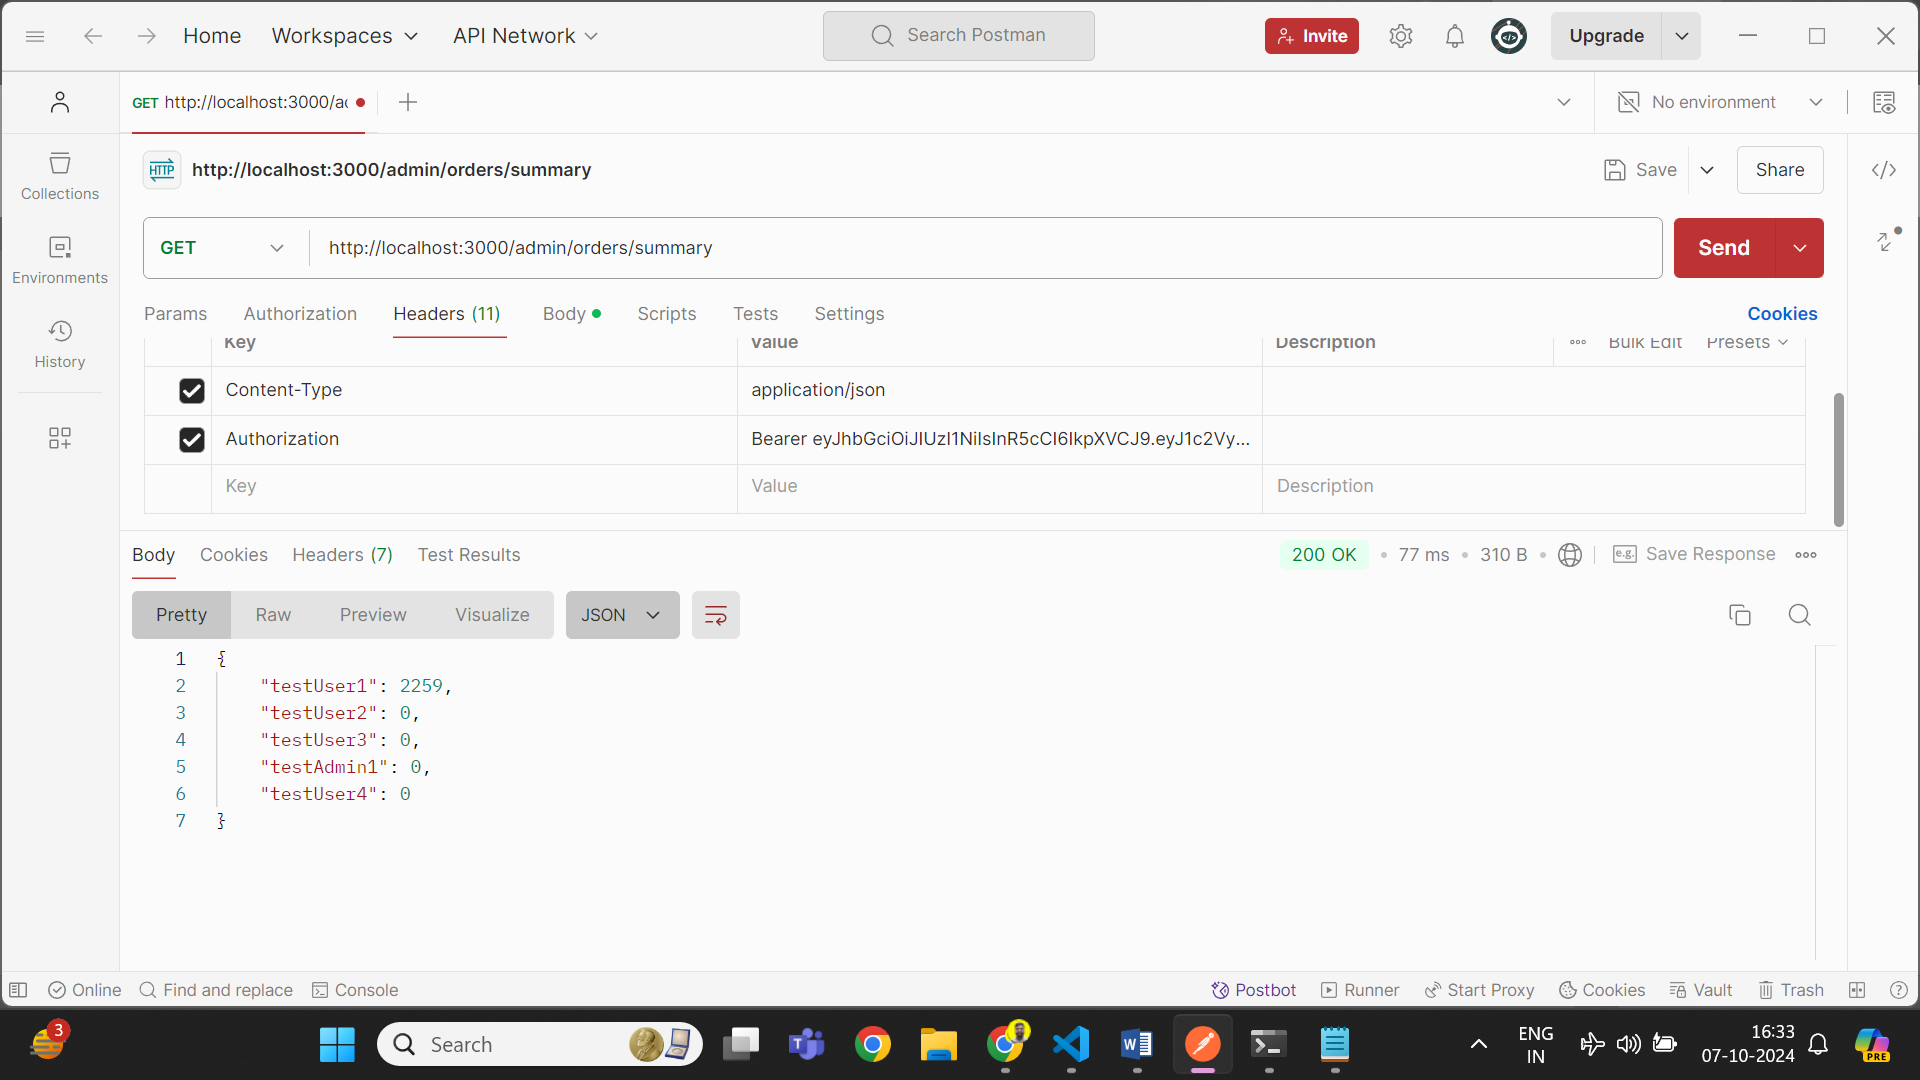 Home Workspaces API Network Search Postman Invite Upgrade
GET http://localhost:3000/ac No environment
HTTP http://localhost:3000/admin/orders/summary Save Share
Collections
GET http://localhost:3000/admin/orders/summary Send
Environments
Params Authorization Headers (11) Body Scripts Tests Settings Cookies
History
Key Value Description Bulk Edit Presets
Content-Type application/json
Authorization Bearer eyJhbGciOiJIUzI1NiIsInR5cCI6IkpXVCJ9.eyJ1c2Vy...
Key Value Description
Body Cookies Headers (7) Test Results 200 OK 77 ms 310 B e.g. Save Response
Pretty Raw Preview Visualize JSON
1 {
2 "testUser1": 2259,
3 "testUser2": 0,
4 "testUser3": 0,
5 "testAdmin1": 0,
6 "testUser4": 0
7 }
Online Find and replace Console Postbot Runner Start Proxy Cookies Vault Trash
3 Search ENG 16:33
IN 07-10-2024 PRE